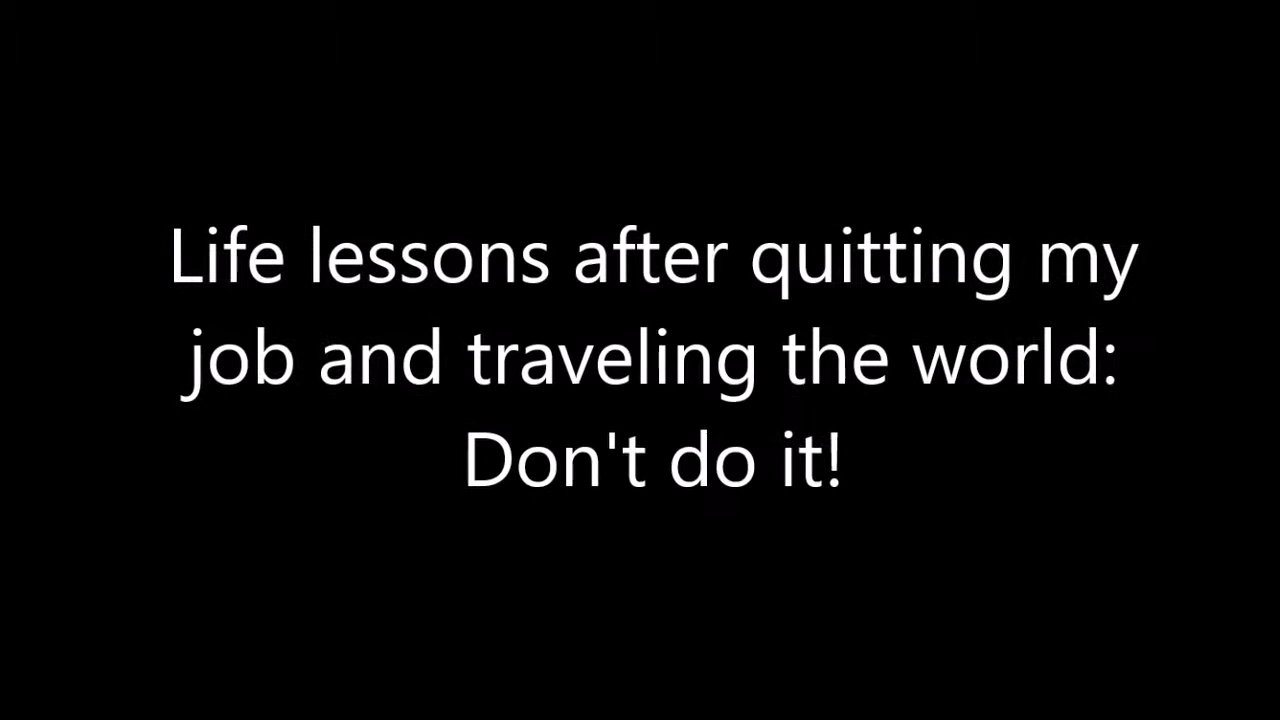 Life lessons after quitting my
job and traveling the world:
Don't do it!